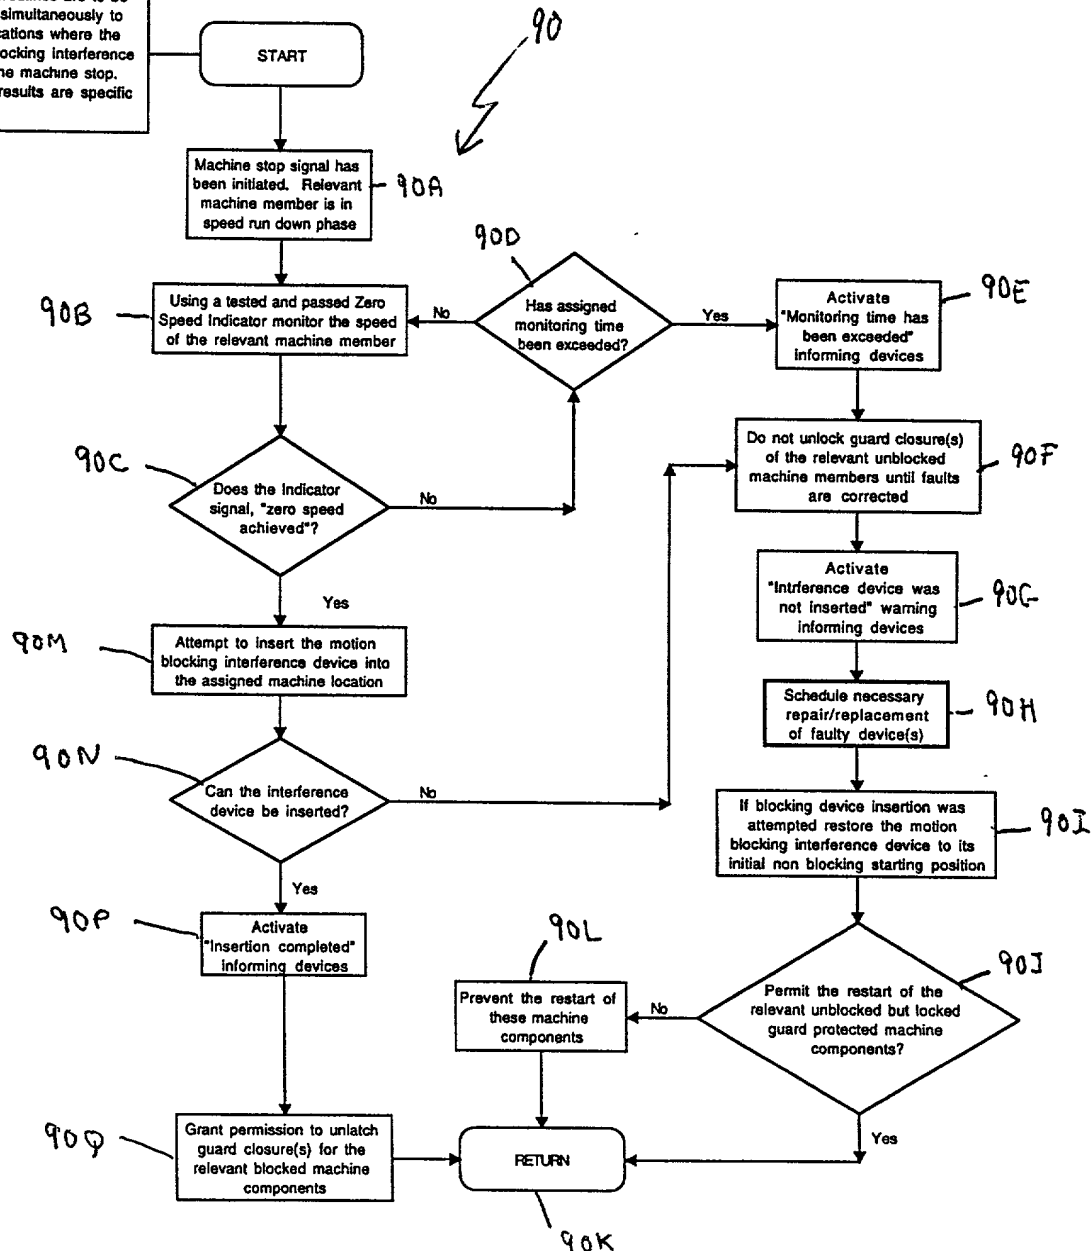 simultaneously to
cations where the
ocking interference
he machine stop.
results are specific
START
90
Machine stop signal has
been initiated. Relevant
machine member is in
speed run down phase
90A
90D
Has assigned
monitoring time
been exceeded?
No
Yes
90B
Using a tested and passed Zero
Speed Indicator monitor the speed
of the relevant machine member
Activate
"Monitoring time has
been exceeded"
informing devices
90E
90C
Does the Indicator
signal, "zero speed
achieved"?
No
Yes
Do not unlock guard closure(s)
of the relevant unblocked
machine members until faults
are corrected
90F
Activate
"Intrference device was
not inserted" warning
informing devices
90G
90M
Attempt to insert the motion
blocking interference device into
the assigned machine location
Schedule necessary
repair/replacement
of faulty device(s)
90H
90N
Can the interference
device be inserted?
No
Yes
If blocking device insertion was
attempted restore the motion
blocking interference device to its
initial non blocking starting position
90I
90P
Activate
"Insertion completed"
informing devices
90L
Prevent the restart of
these machine
components
No
Permit the restart of the
relevant unblocked but locked
guard protected machine
components?
90J
Yes
90Q
Grant permission to unlatch
guard closure(s) for the
relevant blocked machine
components
RETURN
90K